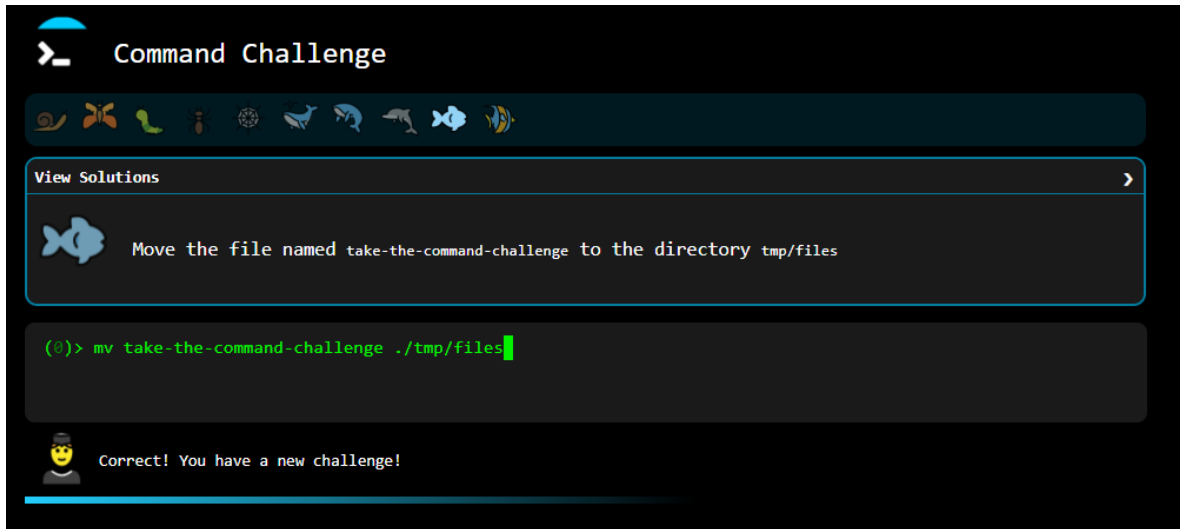 Command Challenge
View Solutions
Move the file named take-the-command-challenge to the directory tmp/files
(0)> mv take-the-command-challenge ./tmp/files
Correct! You have a new challenge!